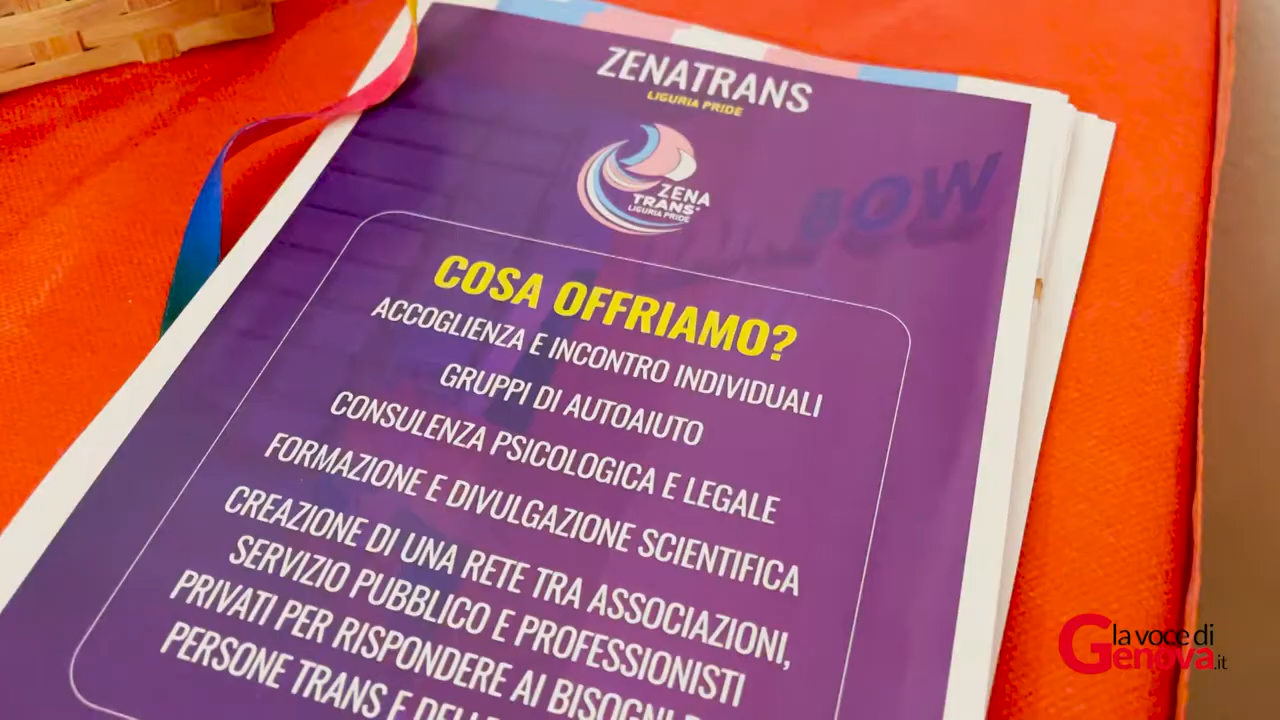 ZENATRANS
LIGURIA PRIDE
ZENA
TRANS*
LIGURIA PRIDE
BOW
COSA OFFRIAMO?
ACCOGLIENZA E INCONTRO INDIVIDUALI
GRUPPI DI AUTOAIUTO
CONSULENZA PSICOLOGICA E LEGALE
FORMAZIONE E DIVULGAZIONE SCIENTIFICA
CREAZIONE DI UNA RETE TRA ASSOCIAZIONI,
SERVIZIO PUBBLICO E PROFESSIONISTI
PRIVATI PER RISPONDERE AI BISOGNI
PERSONE TRANS E
la voce di
Genova.it